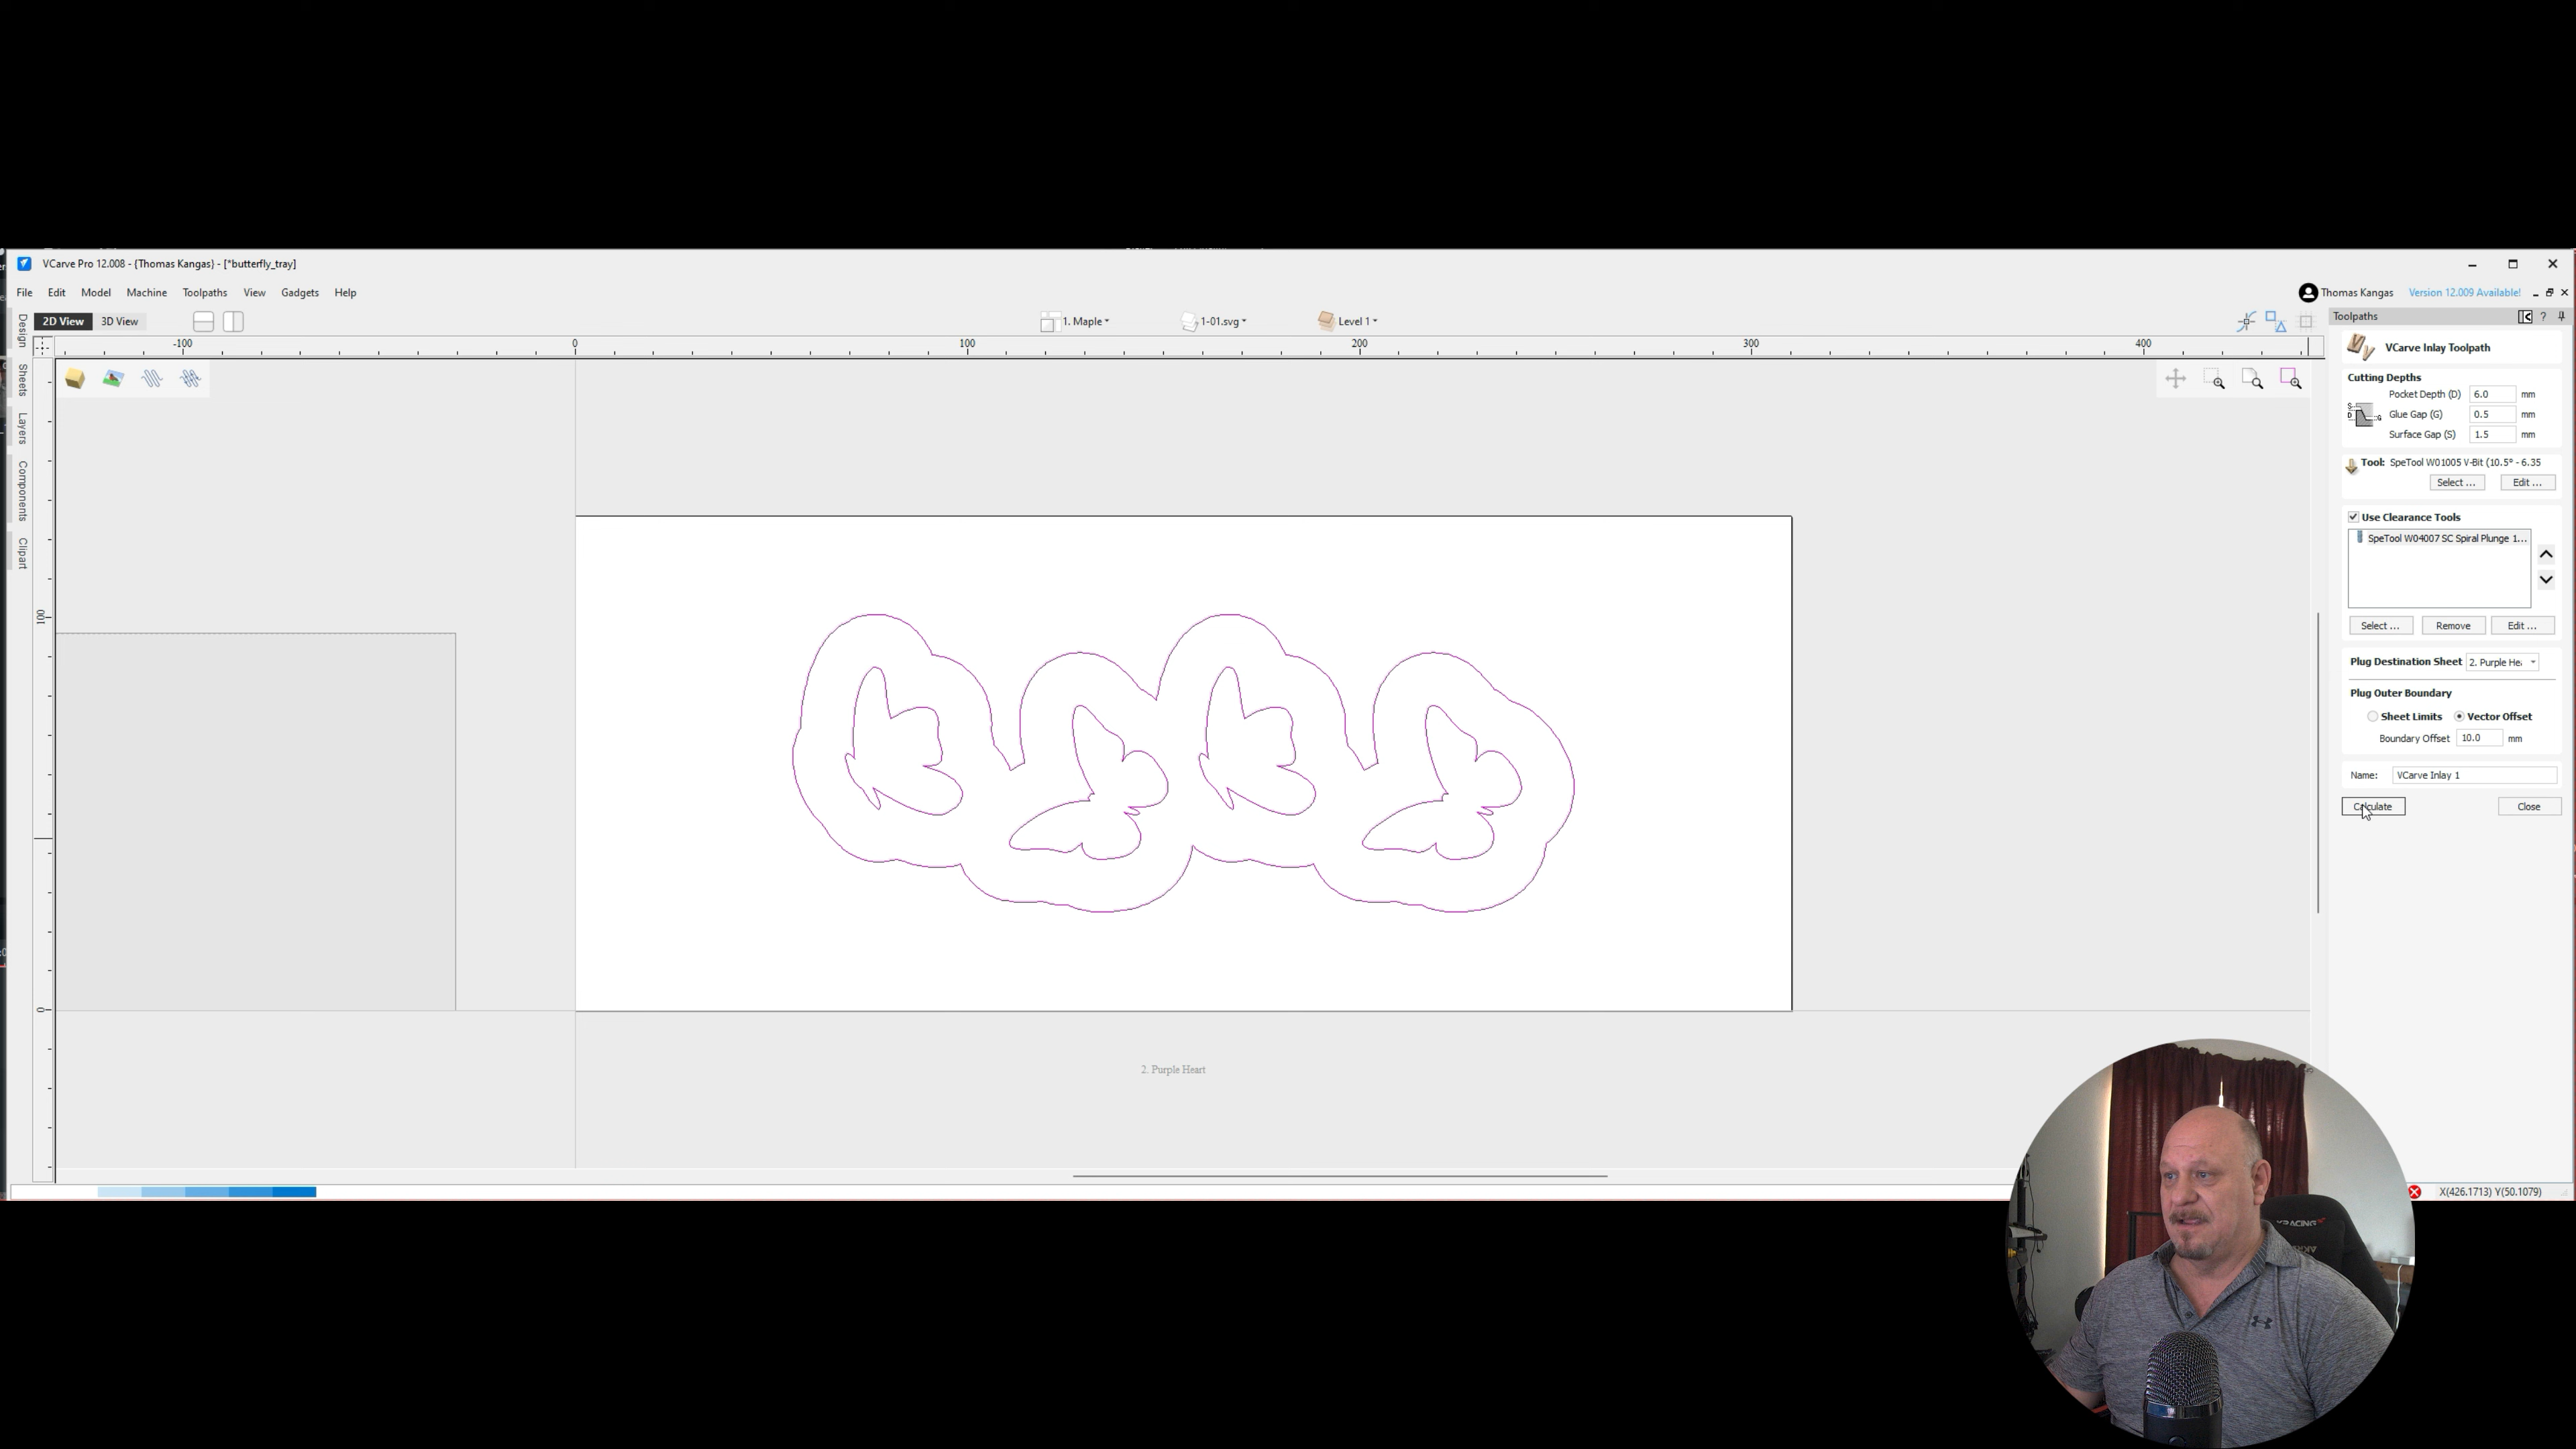 VCarve Pro 12.008 - {Thomas Kangas} - [*butterfly_tray]
File Edit Model Machine Toolpaths View Gadgets Help
Thomas Kangas Version 12.009 Available!
2D View 3D View
1. Maple
1-01.svg
Level 1
Toolpaths
-100 0 100 200 300 400
Design
Sheets
Layers
Components
Clipart
100
0
2. Purple Heart
VCarve Inlay Toolpath
Cutting Depths
Pocket Depth (D) 6.0 mm
Glue Gap (G) 0.5 mm
Surface Gap (S) 1.5 mm
Tool: SpeTool W01005 V-Bit (10.5° - 6.35
Select ... Edit ...
Use Clearance Tools
SpeTool W04007 SC Spiral Plunge 1...
Select ... Remove Edit ...
Plug Destination Sheet 2. Purple Hea
Plug Outer Boundary
Sheet Limits Vector Offset
Boundary Offset 10.0 mm
Name: VCarve Inlay 1
Calculate Close
X(426.1713) Y(50.1079)